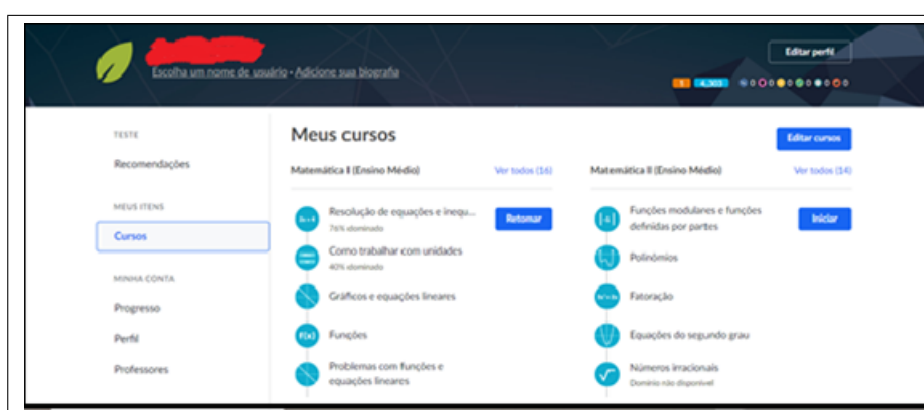 Escolha um nome de usuário · Adicione sua biografia
Editar perfil
4,303
TESTE
Recomendações
MEUS ITENS
Cursos
MINHA CONTA
Progresso
Perfil
Professores
Meus cursos
Editar cursos
Matemática I (Ensino Médio)
Ver todos (16)
Resolução de equações e inequ...
76% dominado
Retomar
Como trabalhar com unidades
40% dominado
Gráficos e equações lineares
f(x)
Funções
Problemas com funções e
equações lineares
Matemática II (Ensino Médio)
Ver todos (14)
Funções modulares e funções
definidas por partes
Iniciar
Polinômios
Fatoração
Equações do segundo grau
Números irracionais
Domínio não disponível